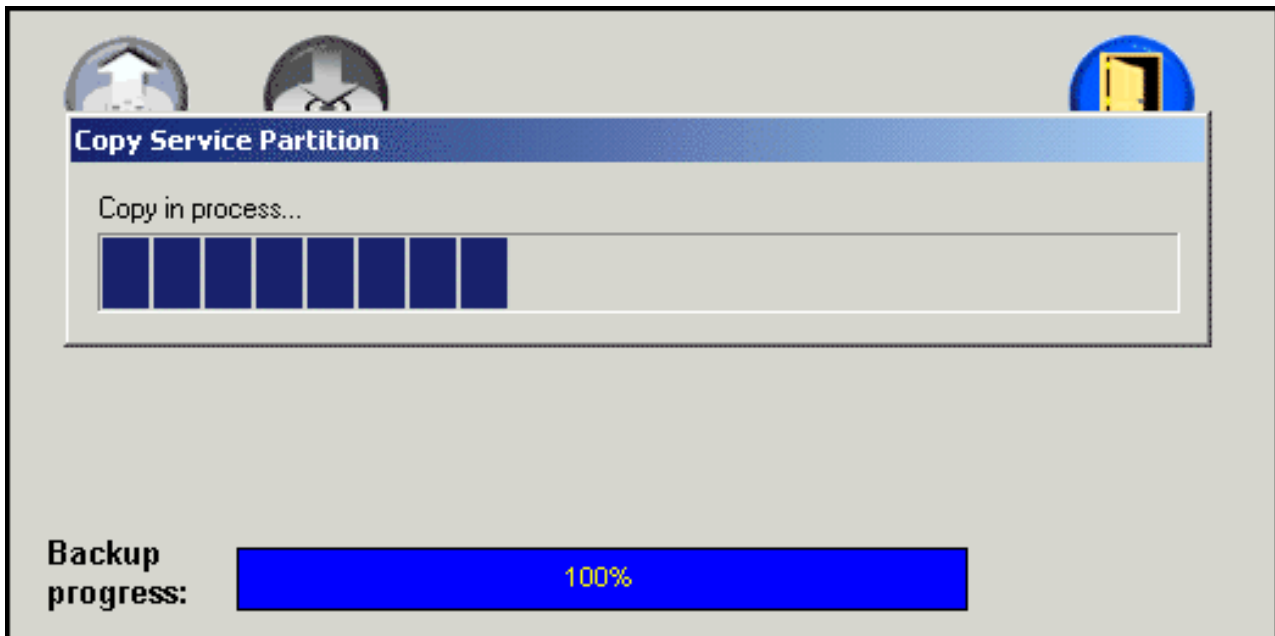 Copy Service Partition
Copy in process...
Backup
progress:
100%